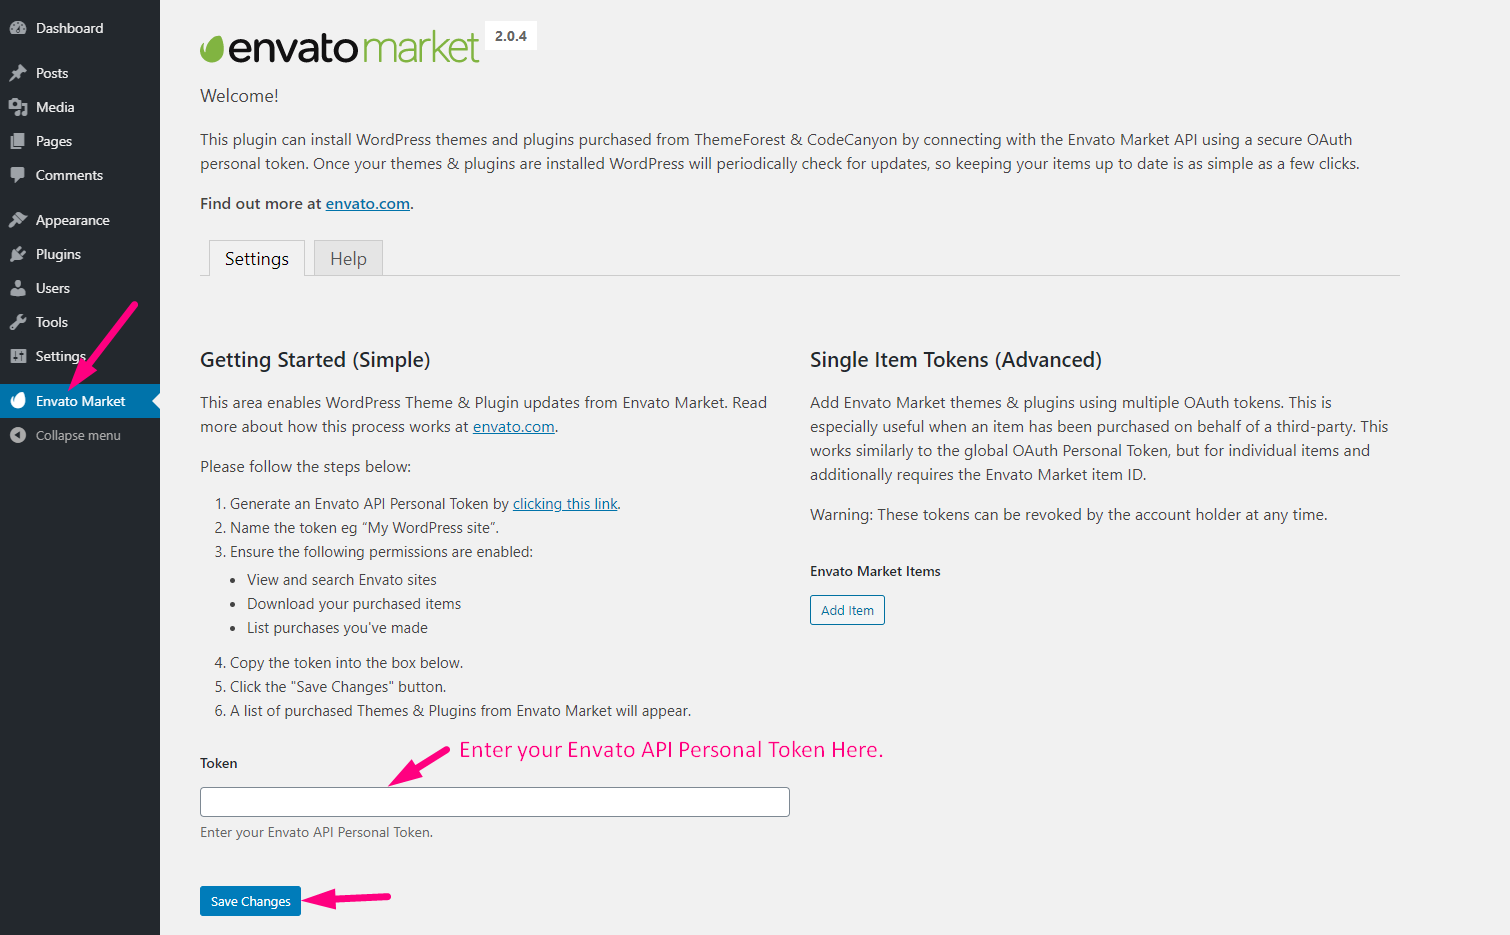 Dashboard
Posts
Media
Pages
Comments
Appearance
Plugins
Users
Tools
Settings
Envato Market
Collapse menu
envato market 2.0.4
Welcome!
This plugin can install WordPress themes and plugins purchased from ThemeForest & CodeCanyon by connecting with the Envato Market API using a secure OAuth
personal token. Once your themes & plugins are installed WordPress will periodically check for updates, so keeping your items up to date is as simple as a few clicks.
Find out more at envato.com.
Settings Help
Getting Started (Simple)
This area enables WordPress Theme & Plugin updates from Envato Market. Read
more about how this process works at envato.com.
Please follow the steps below:
1. Generate an Envato API Personal Token by clicking this link.
2. Name the token eg “My WordPress site”.
3. Ensure the following permissions are enabled:
• View and search Envato sites
• Download your purchased items
• List purchases you've made
4. Copy the token into the box below.
5. Click the "Save Changes" button.
6. A list of purchased Themes & Plugins from Envato Market will appear.
Token
Enter your Envato API Personal Token Here.
Enter your Envato API Personal Token.
Save Changes
Single Item Tokens (Advanced)
Add Envato Market themes & plugins using multiple OAuth tokens. This is
especially useful when an item has been purchased on behalf of a third-party. This
works similarly to the global OAuth Personal Token, but for individual items and
additionally requires the Envato Market item ID.
Warning: These tokens can be revoked by the account holder at any time.
Envato Market Items
Add Item